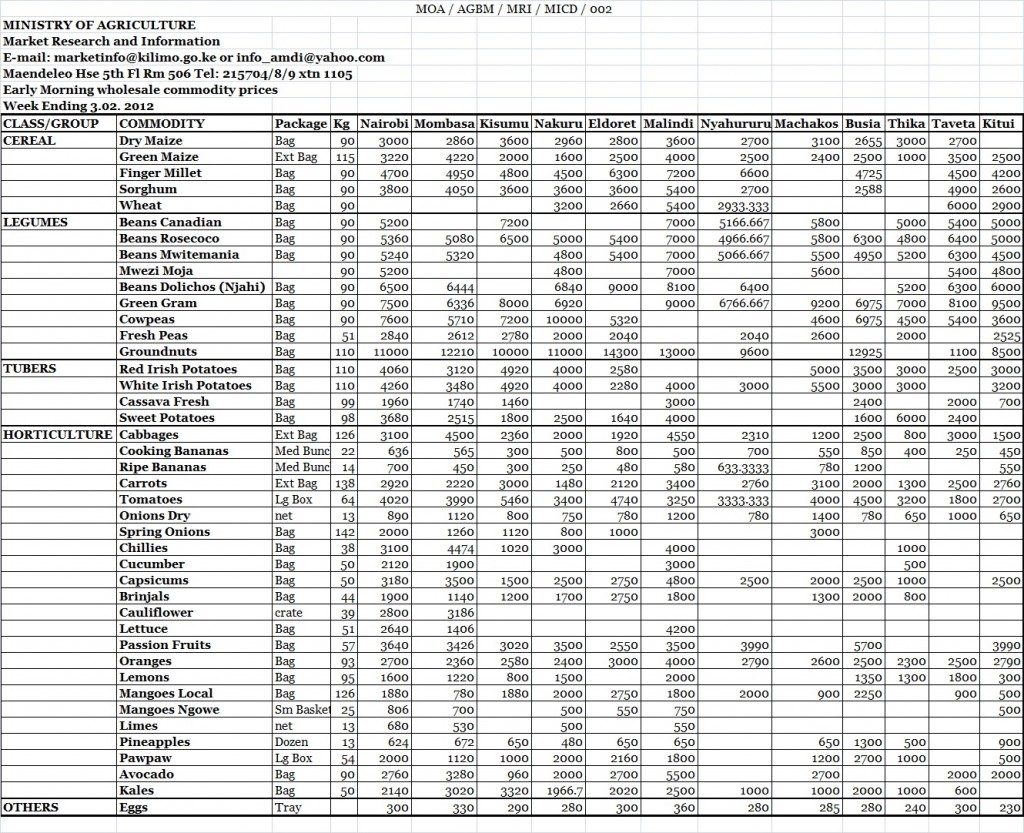 MOA / AGBM / MRI / MICD / 002
MINISTRY OF AGRICULTURE
Market Research and Information
E-mail: marketinfo@kilimo.go.ke or info_amdi@yahoo.com
Maendeleo Hse 5th Fl Rm 506 Tel: 215704/8/9 xtn 1105
Early Morning wholesale commodity prices
Week Ending 3.02. 2012
CLASS/GROUP COMMODITY Package Kg Nairobi Mombasa Kisumu Nakuru Eldoret Malindi Nyahururu Machakos Busia Thika Taveta Kitui
CEREAL Dry Maize Bag 90 3000 2860 3600 2960 2800 3600 2700 3100 2655 3000 2700
Green Maize Ext Bag 115 3220 4220 2000 1600 2500 4000 2500 2400 2500 1000 3500 2500
Finger Millet Bag 90 4700 4950 4800 4500 6300 7200 6600 4725 4500 4200
Sorghum Bag 90 3800 4050 3600 3600 3600 5400 2700 2588 4900 2600
Wheat Bag 90 3200 2660 5400 2933.333 6000 2900
LEGUMES Beans Canadian Bag 90 5200 7200 7000 5166.667 5800 5000 5400 5000
Beans Rosecoco Bag 90 5360 5080 6500 5000 5400 7000 4966.667 5800 6300 4800 6400 5000
Beans Mwitemania Bag 90 5240 5320 4800 5400 7000 5066.667 5500 4950 5200 6300 4500
Mwezi Moja 90 5200 4800 7000 5600 5400 4800
Beans Dolichos (Njahi) Bag 90 6500 6444 6840 9000 8100 6400 5200 6300 6000
Green Gram Bag 90 7500 6336 8000 6920 9000 6766.667 9200 6975 7000 8100 9500
Cowpeas Bag 90 7600 5710 7200 10000 5320 4600 6975 4500 5400 3600
Fresh Peas Bag 51 2840 2612 2780 2000 2040 2040 2600 2000 2525
Groundnuts Bag 110 11000 12210 10000 11000 14300 13000 9600 12925 1100 8500
TUBERS Red Irish Potatoes Bag 110 4060 3120 4920 4000 2580 5000 3500 3000 2500 3000
White Irish Potatoes Bag 110 4260 3480 4920 4000 2280 4000 3000 5500 3000 3000 3200
Cassava Fresh Bag 99 1960 1740 1460 3000 2400 2000 700
Sweet Potatoes Bag 98 3680 2515 1800 2500 1640 4000 1600 6000 2400
HORTICULTURE Cabbages Ext Bag 126 3100 4500 2360 2000 1920 4550 2310 1200 2500 800 3000 1500
Cooking Bananas Med Bunc 22 636 565 300 500 800 500 700 550 850 400 250 450
Ripe Bananas Med Bunc 14 700 450 300 250 480 580 633.3333 780 1200 550
Carrots Ext Bag 138 2920 2220 3000 1480 2120 3400 2760 3100 2000 1300 2500 2760
Tomatoes Lg Box 64 4020 3990 5460 3400 4740 3250 3333.333 4000 4500 3200 1800 2700
Onions Dry net 13 890 1120 800 750 780 1200 780 1400 780 650 1000 650
Spring Onions Bag 142 2000 1260 1120 800 1000 3000
Chillies Bag 38 3100 4474 1020 3000 4000 1000
Cucumber Bag 50 2120 1900 3000 500
Capsicums Bag 50 3180 3500 1500 2500 2750 4800 2500 2000 2500 1000 2500
Brinjals Bag 44 1900 1140 1200 1700 2750 1800 1300 2000 800
Cauliflower crate 39 2800 3186
Lettuce Bag 51 2640 1406 4200
Passion Fruits Bag 57 3640 3426 3020 3500 2550 3500 3990 5700 3990
Oranges Bag 93 2700 2360 2580 2400 3000 4000 2790 2600 2500 2300 2500 2790
Lemons Bag 95 1600 1220 800 1500 2000 1350 1300 1800 300
Mangoes Local Bag 126 1880 780 1880 2000 2750 1800 2000 900 2250 900 500
Mangoes Ngowe Sm Basket 25 806 700 500 550 750 500
Limes net 13 680 530 500 550
Pineapples Dozen 13 624 672 650 480 650 650 650 1300 500 900
Pawpaw Lg Box 54 2000 1120 1000 2000 2160 1800 1200 2700 1000 500
Avocado Bag 90 2760 3280 960 2000 2700 5500 2700 2000 2000
Kales Bag 50 2140 3020 3320 1966.7 2020 2500 1000 1000 2000 1000 600
OTHERS Eggs Tray 300 330 290 280 300 360 280 285 280 240 300 230